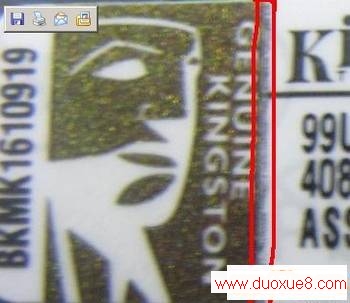 BKMK1610919
GENUINE
KINGSTON
Ki
99U
408
ASS
www.duoxue8.com